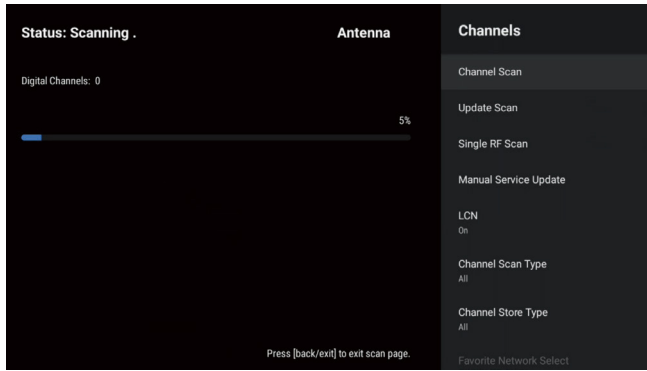 Status: Scanning .
Antenna
Digital Channels: 0
5%
Press [back/exit] to exit scan page.
Channels
Channel Scan
Update Scan
Single RF Scan
Manual Service Update
LCN
On
Channel Scan Type
All
Channel Store Type
All
Favorite Network Select